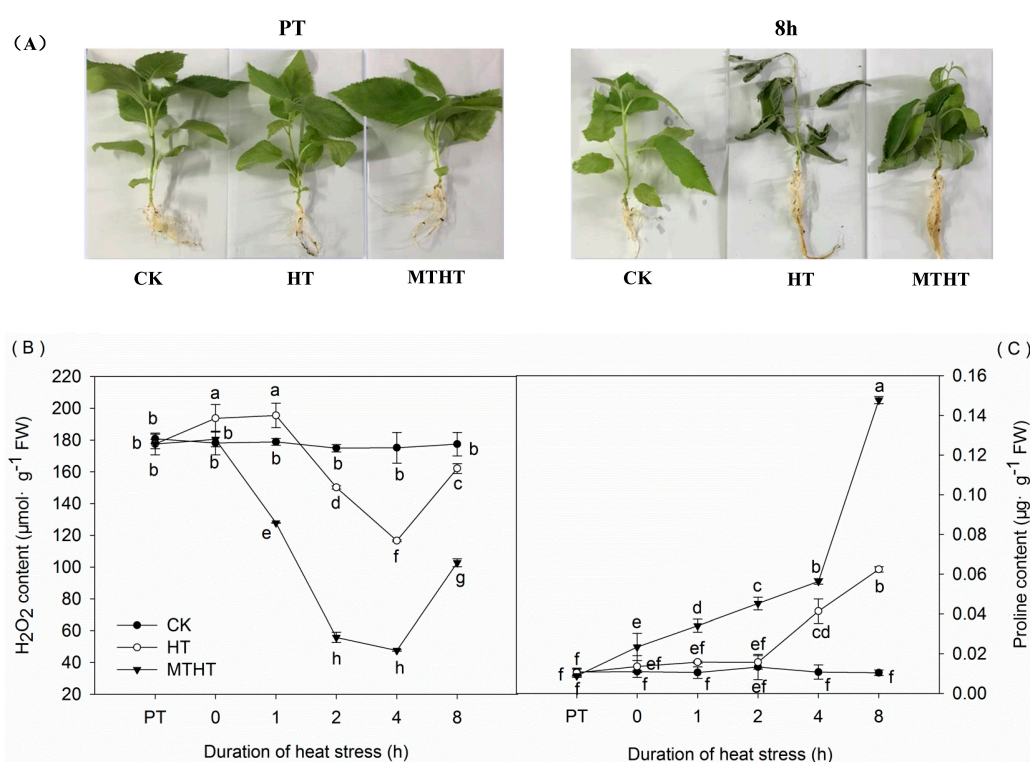 (A)
PT
8h
CK
HT
MTHT
CK
HT
MTHT
( B )
H₂O₂ content (μmol· g⁻¹ FW)
220
200
180
160
140
120
100
80
60
40
20
b
b
b
a
b
b
a
b
e
b
d
h
b
f
h
b
c
g
CK
HT
MTHT
PT
0
1
2
4
8
Duration of heat stress (h)
( C )
Proline content (μg· g⁻¹ FW)
0.16
0.14
0.12
0.10
0.08
0.06
0.04
0.02
0.00
f
f
f
e
ef
f
d
ef
f
c
ef
ef
b
cd
f
a
b
f
PT
0
1
2
4
8
Duration of heat stress (h)